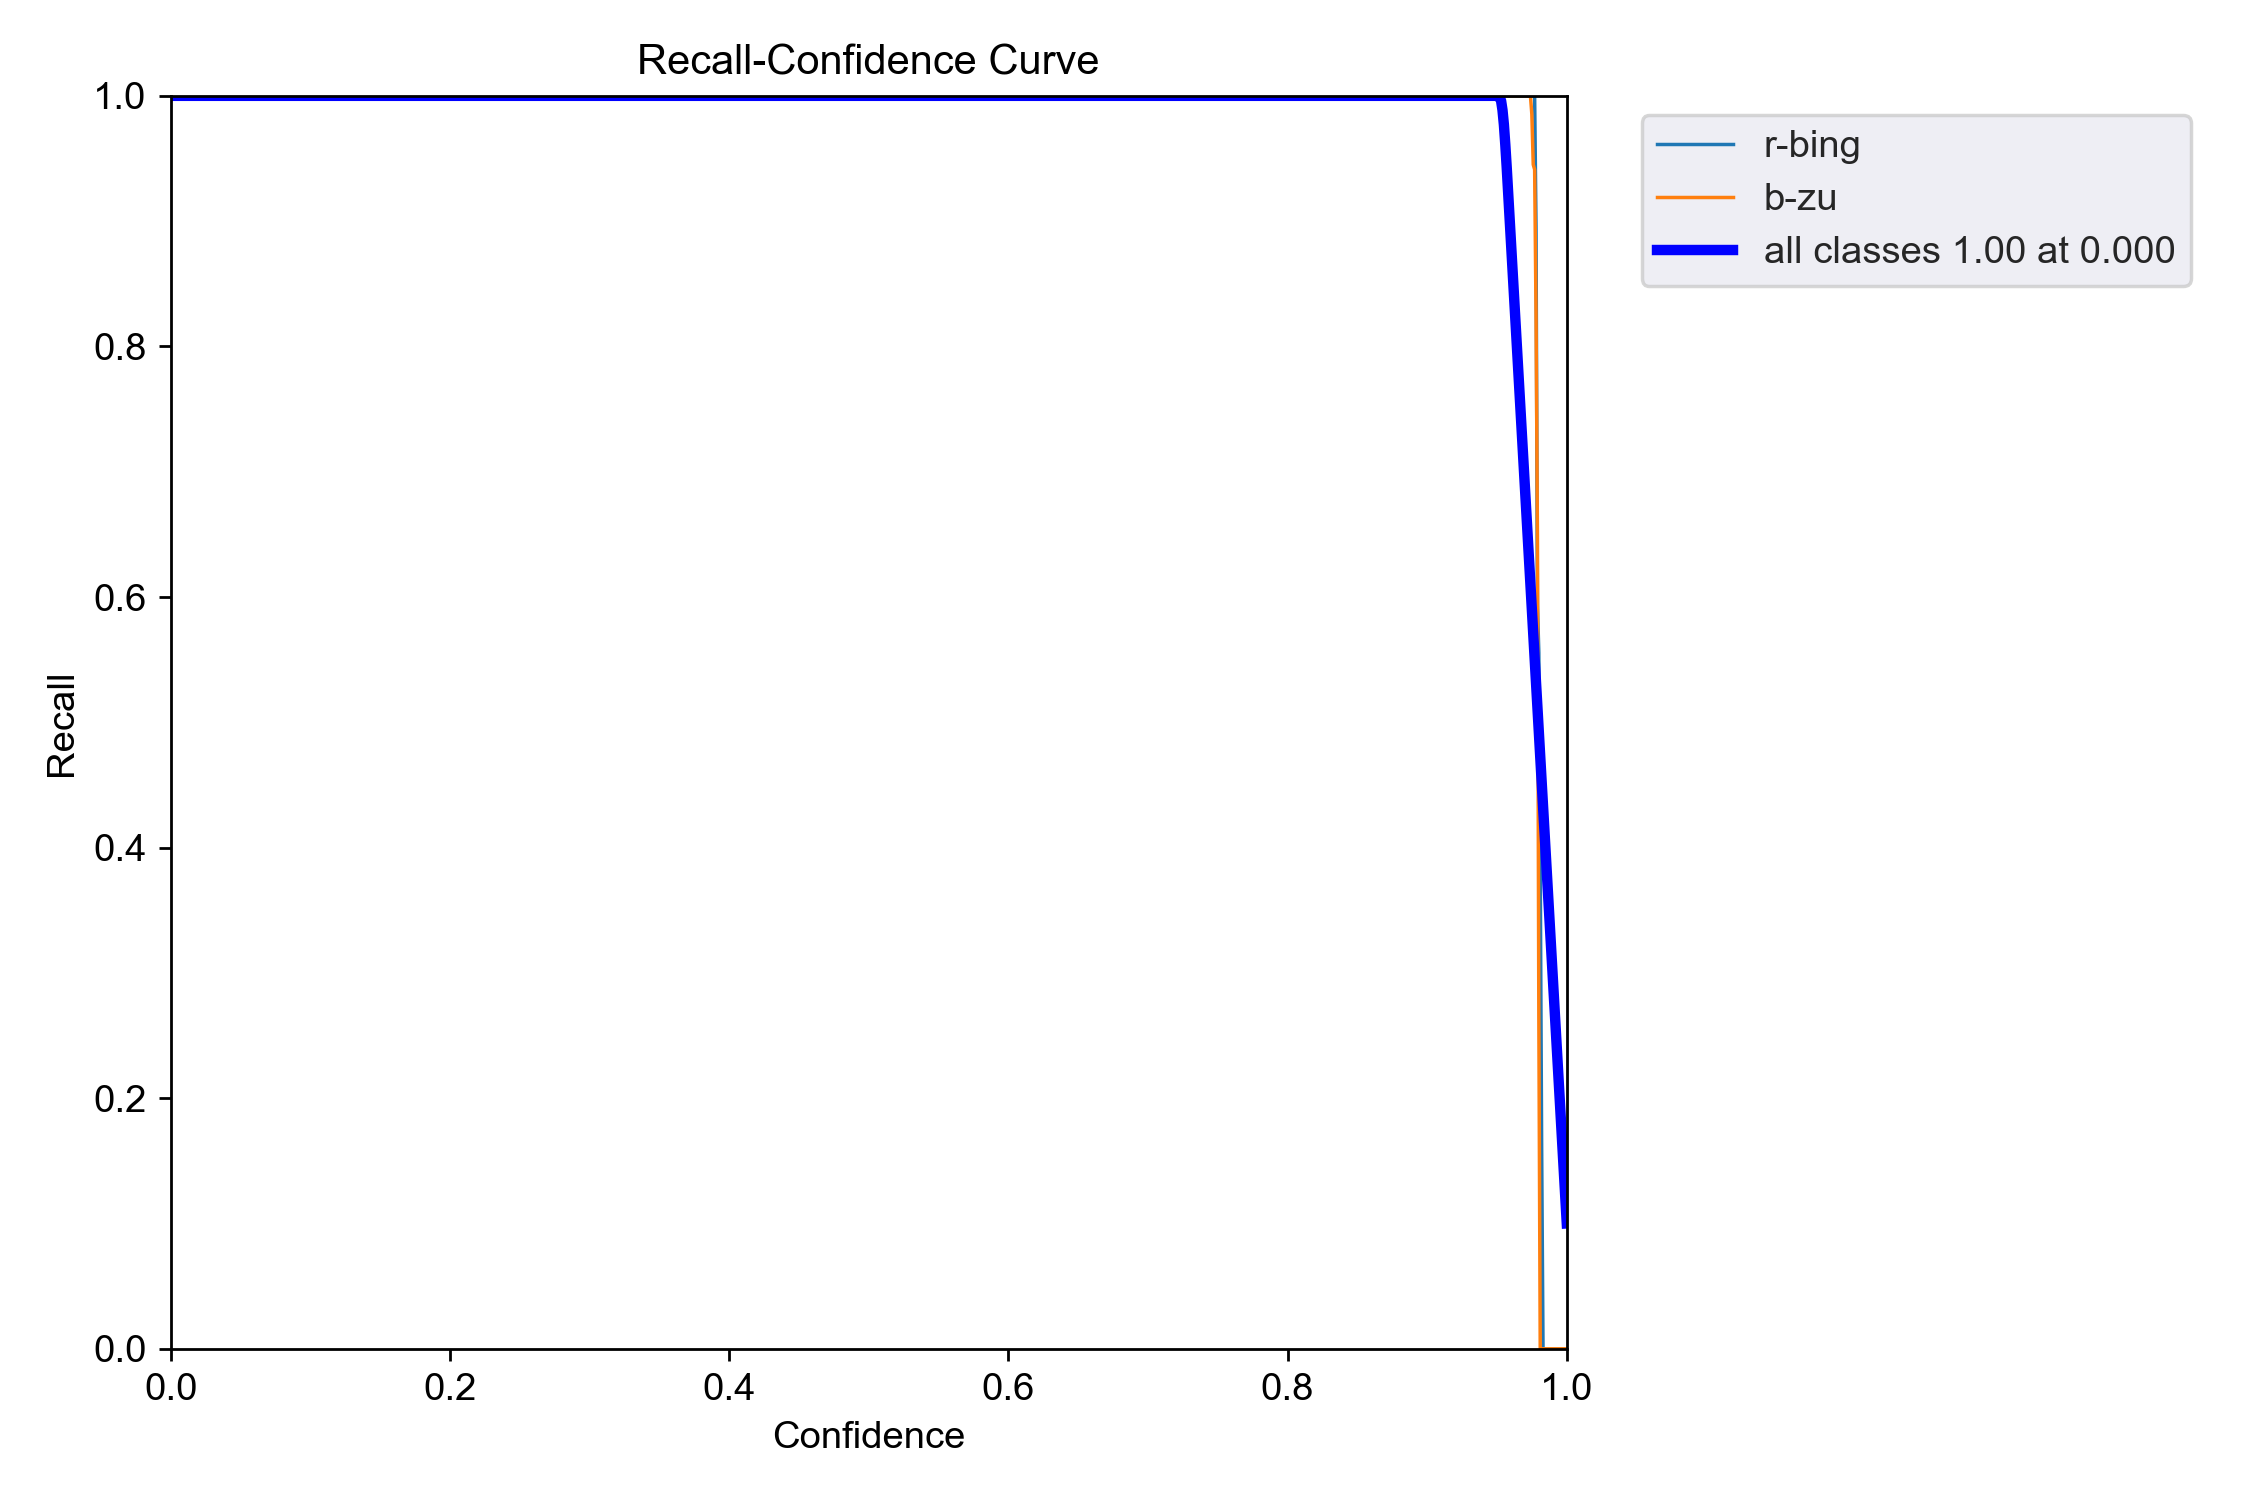 Recall-Confidence Curve
1.0
0.8
0.6
0.4
0.2
0.0
Recall
0.0 0.2 0.4 0.6 0.8 1.0
Confidence
r-bing
b-zu
all classes 1.00 at 0.000